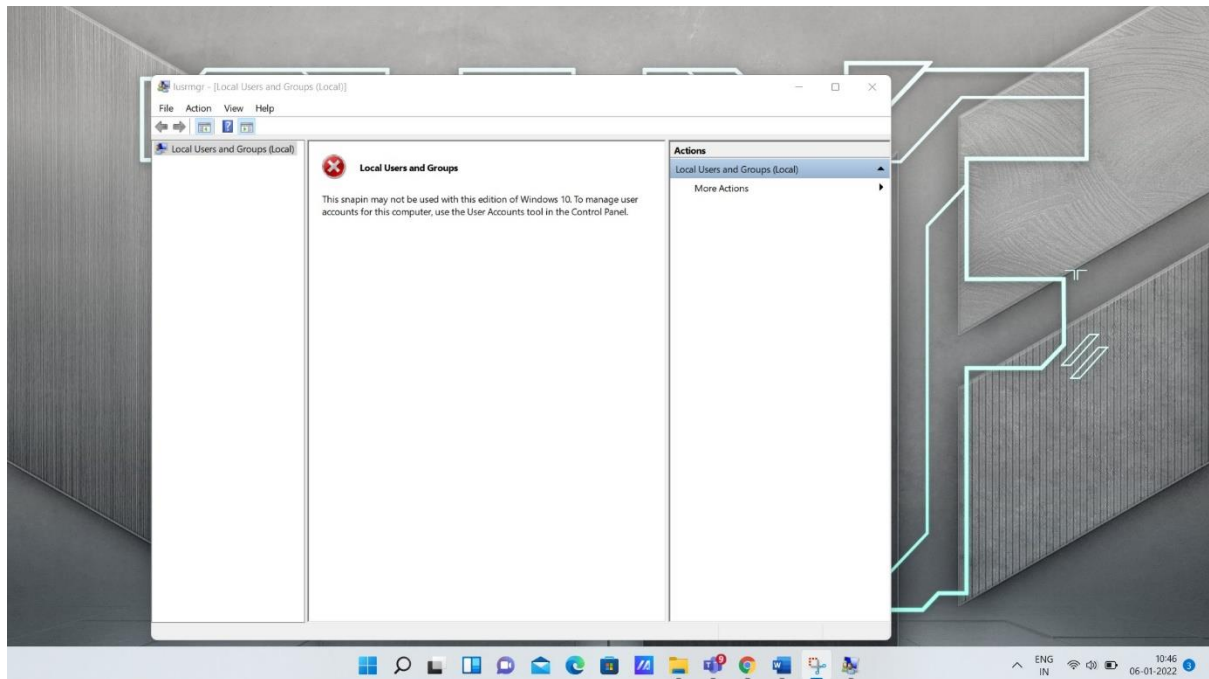 lusrmgr - [Local Users and Groups (Local)]
File Action View Help
Local Users and Groups (Local)
Local Users and Groups
This snapin may not be used with this edition of Windows 10. To manage user
accounts for this computer, use the User Accounts tool in the Control Panel.
Actions
Local Users and Groups (Local)
More Actions
9
ENG
IN
10:46
06-01-2022
3